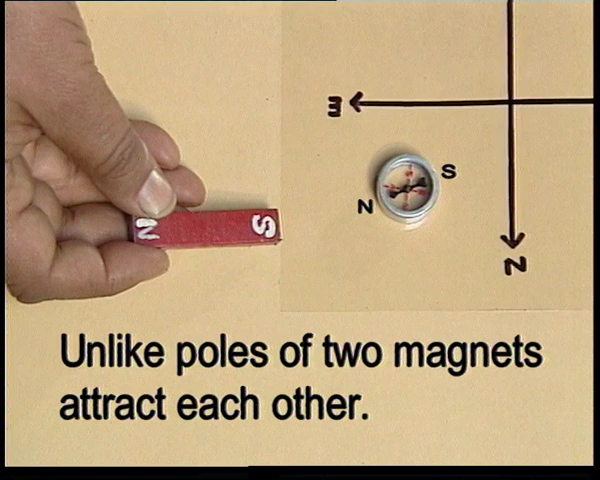 E
S
N
N S
N
Unlike poles of two magnets
attract each other.